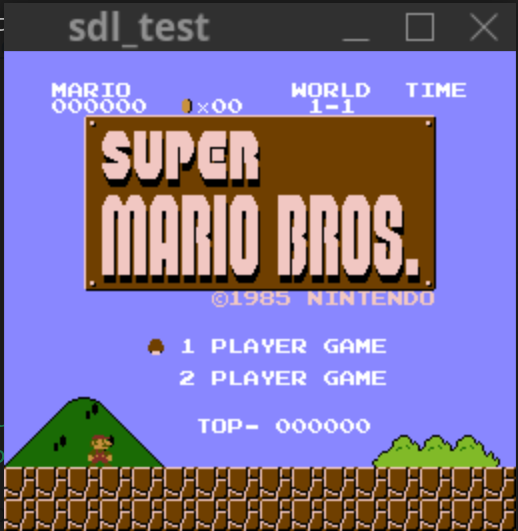 sdl_test
MARIO WORLD TIME
000000 x00 1-1
SUPER
MARIO BROS.
©1985 NINTENDO
1 PLAYER GAME
2 PLAYER GAME
TOP- 000000